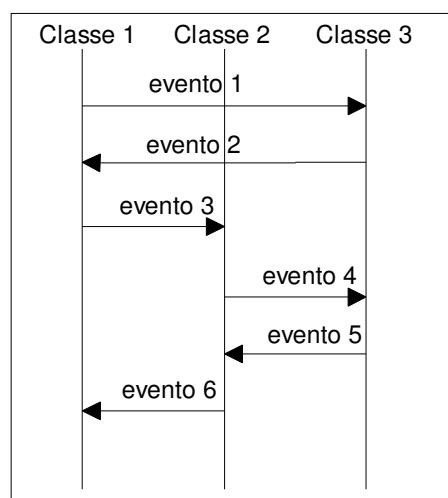 Classe 1 Classe 2 Classe 3
evento 1
evento 2
evento 3
evento 4
evento 5
evento 6